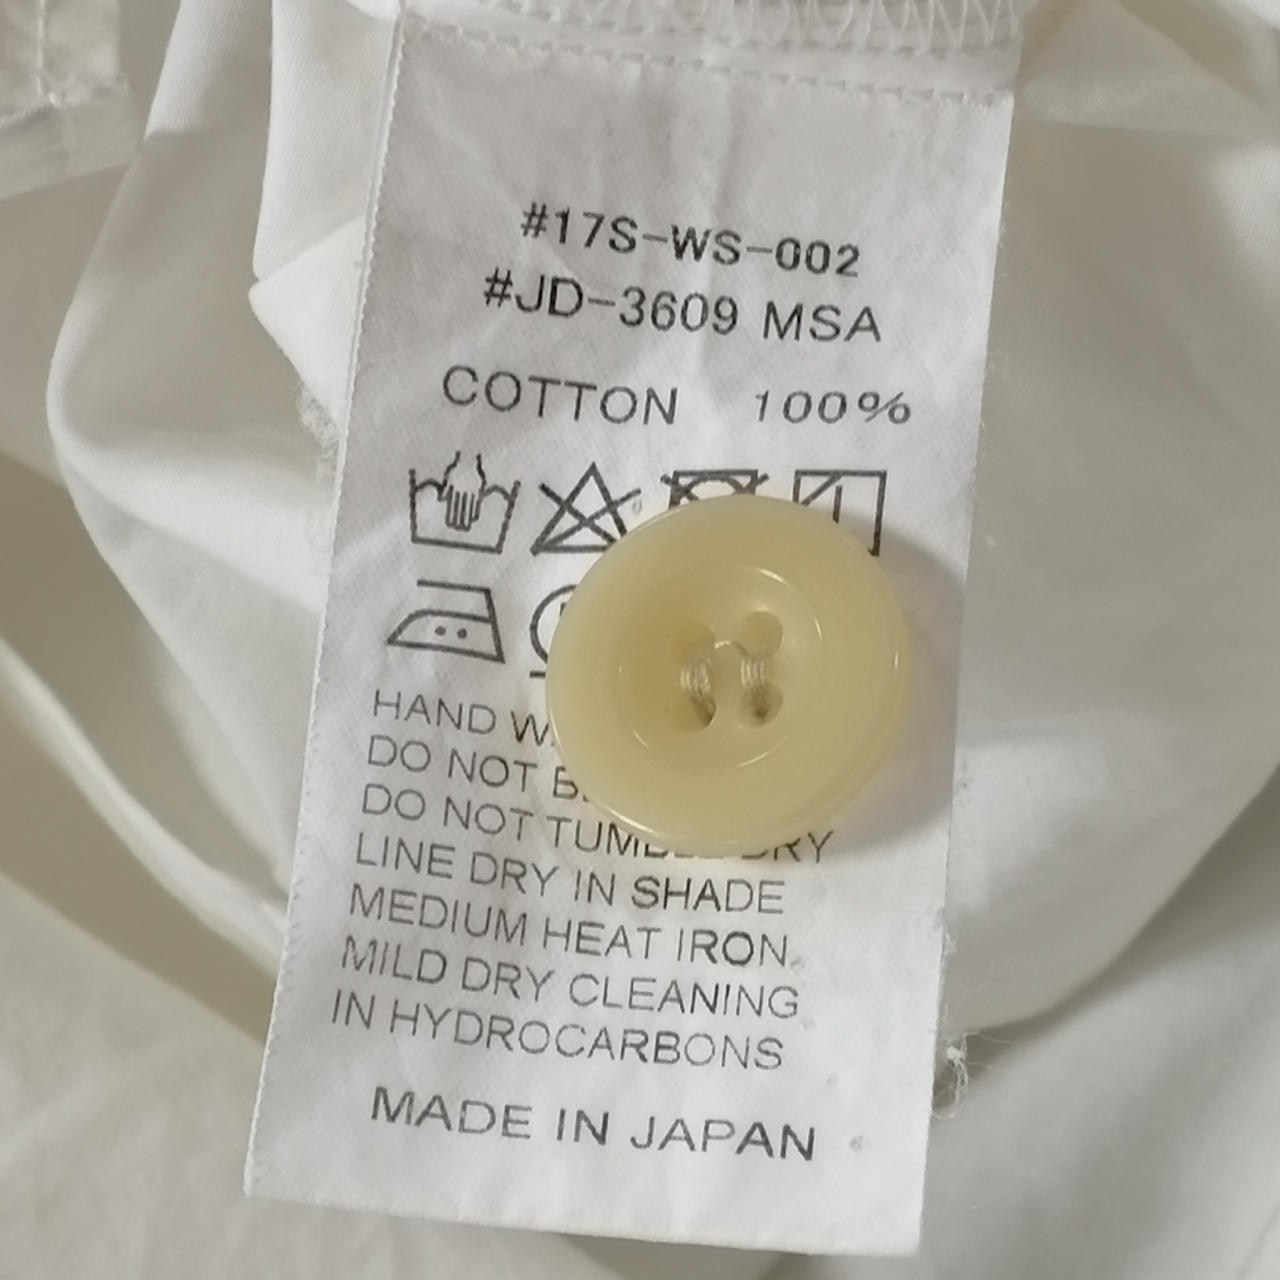 #17S-WS-002
#JD-3609 MSA
COTTON 100%
HAND
DO NOT
DO NOT TUMBLE DRY
LINE DRY IN SHADE
MEDIUM HEAT IRON
MILD DRY CLEANING
IN HYDROCARBONS
MADE IN JAPAN